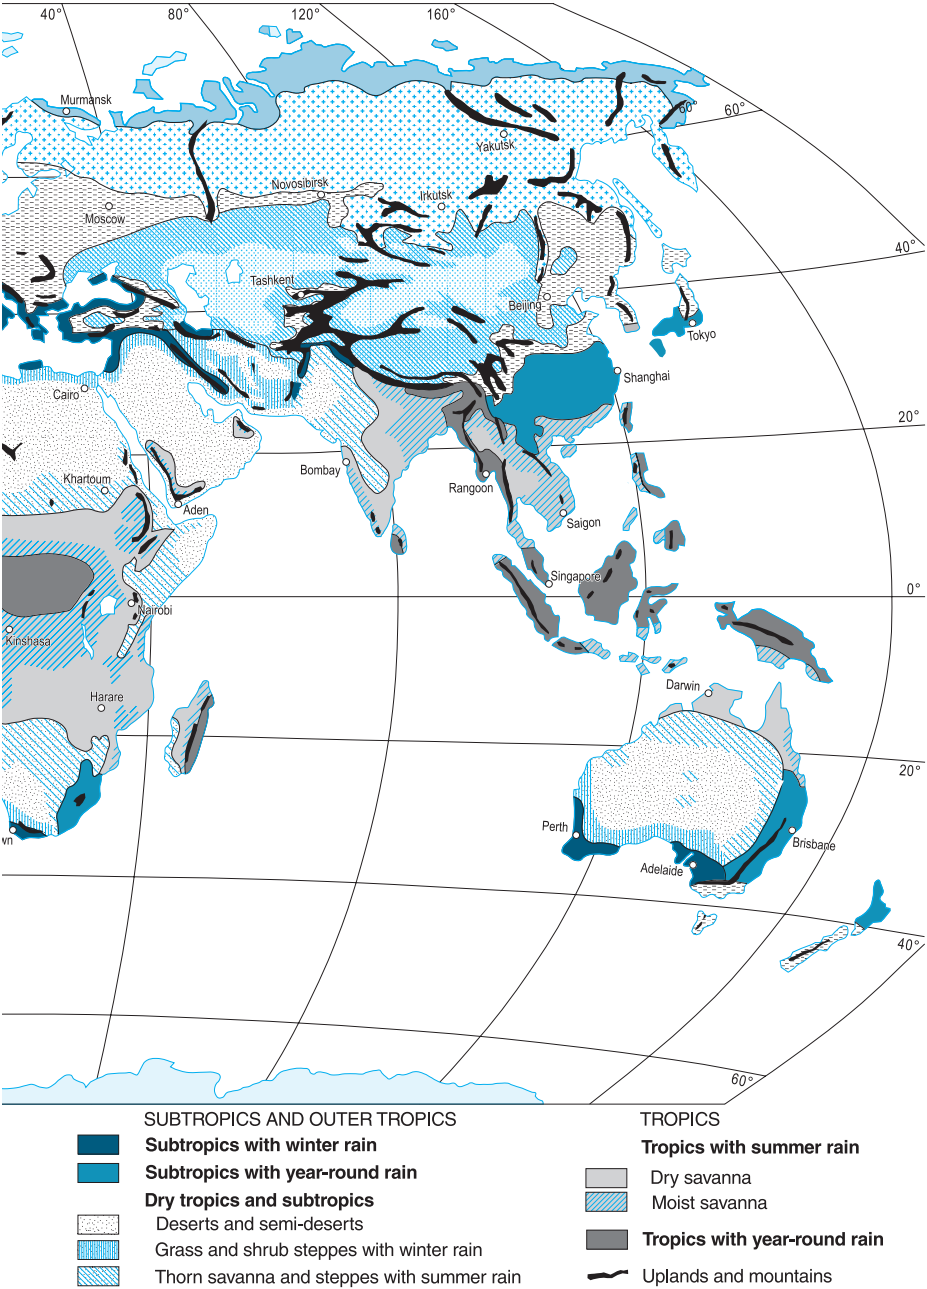 40° 80° 120° 160°
Murmansk
60° 60°
Yakutsk
Novosibirsk
Irkutsk
Moscow
40°
Tashkent
Beijing
Tokyo
Shanghai
Cairo
20°
Bombay
Khartoum
Rangoon
Aden
Saigon
Singapore
0°
Nairobi
Kinshasa
Darwin
Harare
20°
Perth
wn
Brisbane
Adelaide
40°
60°
SUBTROPICS AND OUTER TROPICS
Subtropics with winter rain
Subtropics with year-round rain
Dry tropics and subtropics
Deserts and semi-deserts
Grass and shrub steppes with winter rain
Thorn savanna and steppes with summer rain
TROPICS
Tropics with summer rain
Dry savanna
Moist savanna
Tropics with year-round rain
Uplands and mountains